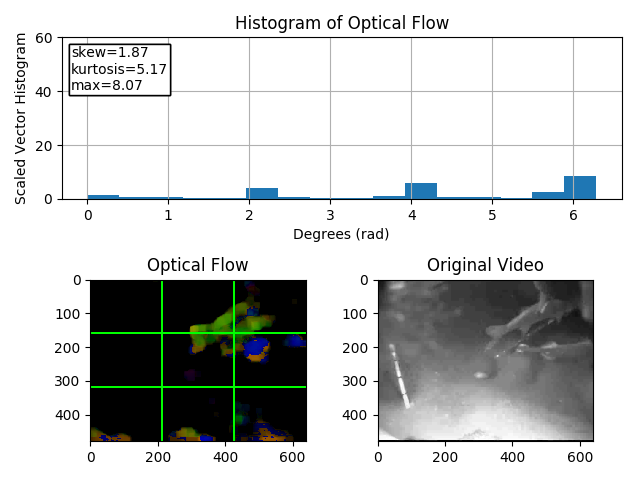 Histogram of Optical Flow
Scaled Vector Histogram
60
40
20
0
skew=1.87
kurtosis=5.17
max=8.07
0 1 2 3 4 5 6
Degrees (rad)
Optical Flow
0
100
200
300
400
0 200 400 600
Original Video
0
100
200
300
400
0 200 400 600